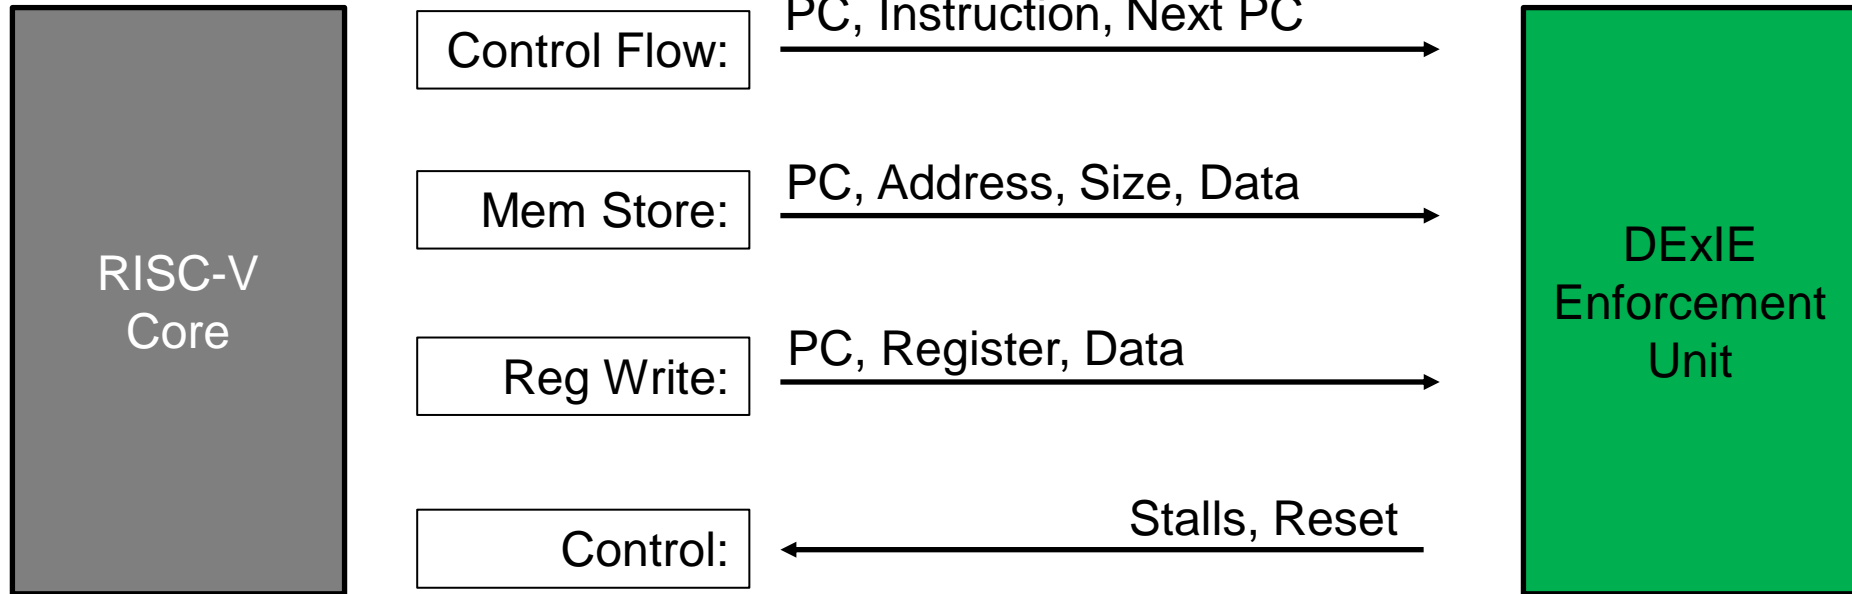 RISC-V
Core
Control Flow:
PC, Instruction, Next PC
Mem Store:
PC, Address, Size, Data
Reg Write:
PC, Register, Data
Control:
Stalls, Reset
DExIE
Enforcement
Unit